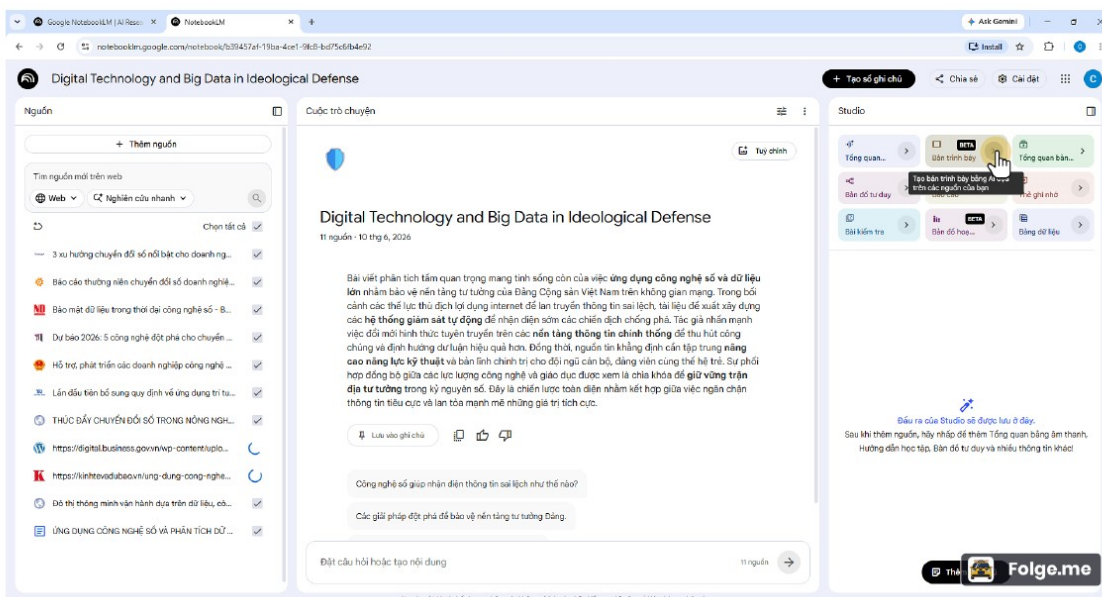 Google NotebookLM | AI Resea
NotebookLM
Ask Gemini
notebooklm.google.com/notebook/b39457af-19ba-4ce1-9fc8-bd75c6fb4e92
Install
Digital Technology and Big Data in Ideological Defense
+ Tạo sổ ghi chú
Chia sẻ
Cài đặt
C
Nguồn
+ Thêm nguồn
Tìm nguồn mới trên web
Web
Nghiên cứu nhanh
Chọn tất cả
3 xu hướng chuyển đổi số nổi bật cho doanh ng...
Báo cáo thường niên chuyển đổi số doanh nghiệ...
Bảo mật dữ liệu trong thời đại công nghệ số - B...
Dự báo 2026: 5 công nghệ đột phá cho chuyển ...
Hỗ trợ, phát triển các doanh nghiệp công nghệ ...
Lần đầu tiên bổ sung quy định về ứng dụng trí tu...
THÚC ĐẨY CHUYỂN ĐỔI SỐ TRONG NÔNG NGH...
https://digital.business.gov.vn/wp-content/uplo...
https://kinhtevadubao.vn/ung-dung-cong-nghe...
Đô thị thông minh vận hành dựa trên dữ liệu, cô...
ỨNG DỤNG CÔNG NGHỆ SỐ VÀ PHÂN TÍCH DỮ ...
Cuộc trò chuyện
Tuỳ chỉnh
Digital Technology and Big Data in Ideological Defense
11 nguồn · 10 thg 6, 2026
Bài viết phân tích tầm quan trọng mang tính sống còn của việc ứng dụng công nghệ số và dữ liệu
lớn nhằm bảo vệ nền tảng tư tưởng của Đảng Cộng sản Việt Nam trên không gian mạng. Trong bối
cảnh các thế lực thù địch lợi dụng internet để lan truyền thông tin sai lệch, tài liệu đề xuất xây dựng
các hệ thống giám sát tự động để nhận diện sớm các chiến dịch chống phá. Tác giả nhấn mạnh
việc đổi mới hình thức tuyên truyền trên các nền tảng thông tin chính thống để thu hút công
chúng và định hướng dư luận hiệu quả hơn. Đồng thời, nguồn tin khẳng định cần tập trung nâng
cao năng lực kỹ thuật và bản lĩnh chính trị cho đội ngũ cán bộ, đảng viên cùng thế hệ trẻ. Sự phối
hợp đồng bộ giữa các lực lượng công nghệ và giáo dục được xem là chìa khóa để giữ vững trận
địa tư tưởng trong kỷ nguyên số. Đây là chiến lược toàn diện nhằm kết hợp giữa việc ngăn chặn
thông tin tiêu cực và lan tỏa mạnh mẽ những giá trị tích cực.
Lưu vào ghi chú
Công nghệ số giúp nhận diện thông tin sai lệch như thế nào?
Các giải pháp đột phá để bảo vệ nền tảng tư tưởng Đảng.
Đặt câu hỏi hoặc tạo nội dung
11 nguồn
Studio
Tổng quan...
BETA
Bản trình bày
Tổng quan bằn...
Tạo bản trình bày bằng AI dựa
trên các nguồn của bạn
Bản đồ tư duy
Báo cáo
Thẻ ghi nhớ
Bài kiểm tra
BETA
Bản đồ hoạ...
Bảng dữ liệu
Đầu ra của Studio sẽ được lưu ở đây.
Sau khi thêm nguồn, hãy nhấp để thêm Tổng quan bằng âm thanh,
Hướng dẫn học tập, Bản đồ tư duy và nhiều thông tin khác!
Folge.me